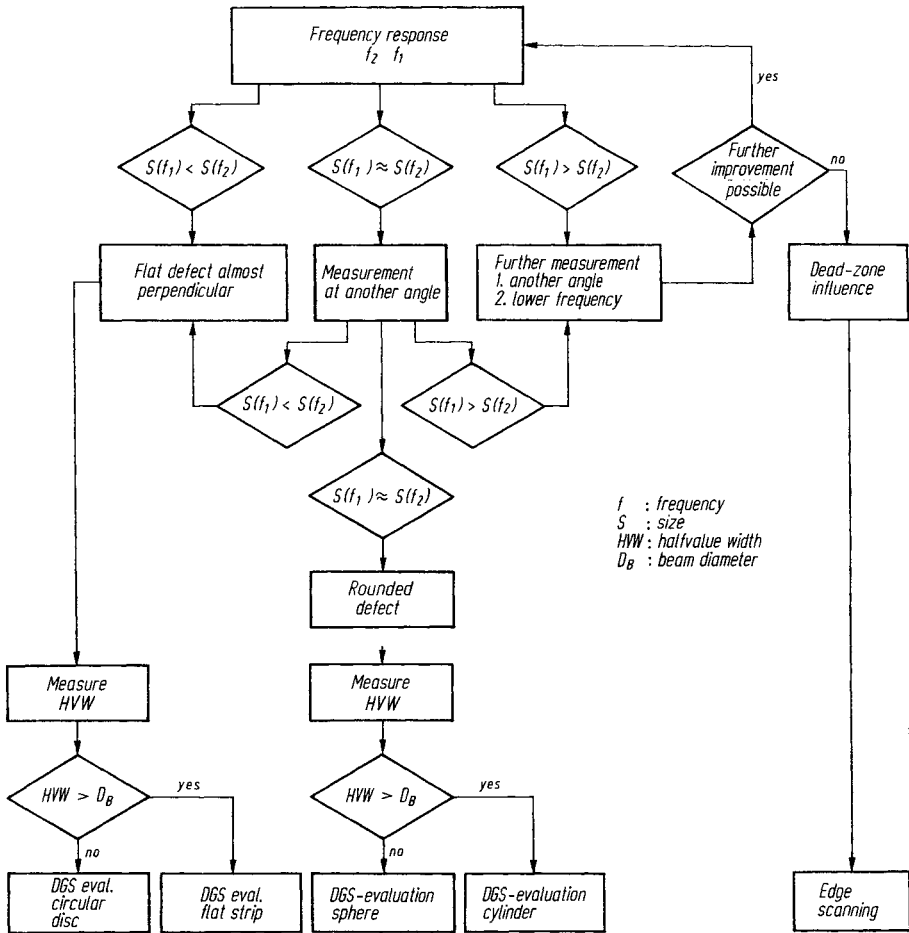 Frequency response
f₂ f₁
yes
S(f₁) < S(f₂)
S(f₁) ≈ S(f₂)
S(f₁) > S(f₂)
Further
improvement
possible
no
Flat defect almost
perpendicular
Measurement
at another angle
Further measurement
1. another angle
2. lower frequency
Dead-zone
influence
S(f₁) < S(f₂)
S(f₁) > S(f₂)
S(f₁) ≈ S(f₂)
f : frequency
S : size
HVW : halfvalue width
D_B : beam diameter
Rounded
defect
Measure
HVW
Measure
HVW
HVW > D_B
yes
HVW > D_B
yes
no
no
DGS eval.
circular
disc
DGS eval.
flat strip
DGS-evaluation
sphere
DGS-evaluation
cylinder
Edge
scanning